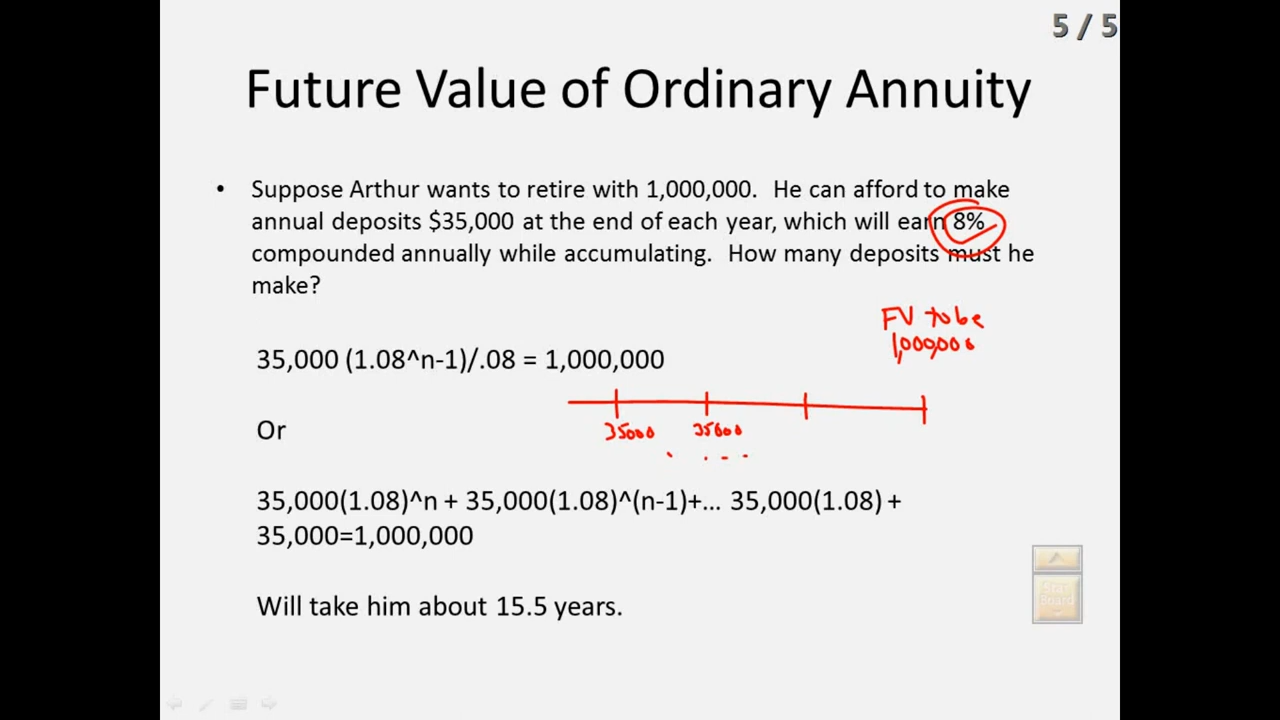 5 / 5
Future Value of Ordinary Annuity
• Suppose Arthur wants to retire with 1,000,000. He can afford to make
annual deposits $35,000 at the end of each year, which will earn 8%
compounded annually while accumulating. How many deposits must he
make?
FV to be
1,000,000
35,000 (1.08^n-1)/.08 = 1,000,000
35000 35000
Or
35,000(1.08)^n + 35,000(1.08)^(n-1)+... 35,000(1.08) +
35,000=1,000,000
Star
Board
Will take him about 15.5 years.